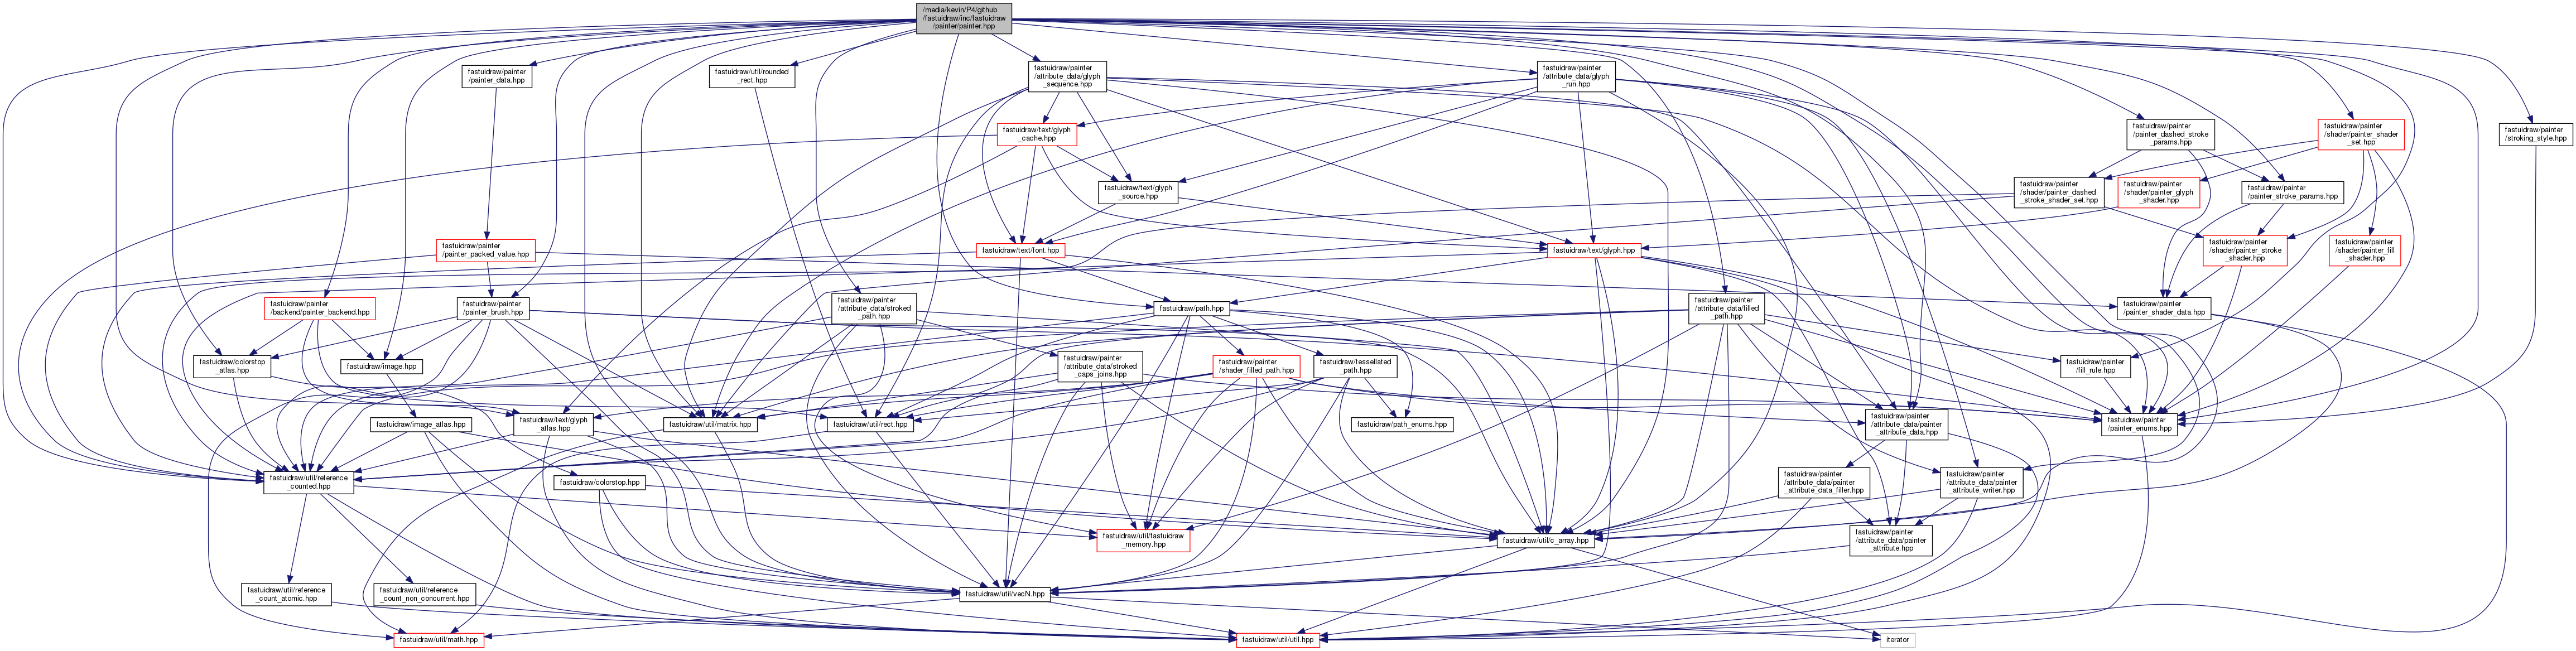 /media/kevin/P4/github
/fastuidraw/inc/fastuidraw
/painter/painter.hpp
fastuidraw/painter
/painter_data.hpp
fastuidraw/util/rounded
_rect.hpp
fastuidraw/painter
/attribute_data/glyph
_sequence.hpp
fastuidraw/painter
/attribute_data/glyph
_run.hpp
fastuidraw/text/glyph
_cache.hpp
fastuidraw/painter
/painter_dashed_stroke
_params.hpp
fastuidraw/painter
/shader/painter_shader
_set.hpp
fastuidraw/painter
/stroking_style.hpp
fastuidraw/text/glyph
_source.hpp
fastuidraw/painter
/shader/painter_dashed
_stroke_shader_set.hpp
fastuidraw/painter
/shader/painter_glyph
_shader.hpp
fastuidraw/painter
/painter_stroke_params.hpp
fastuidraw/painter
/painter_packed_value.hpp
fastuidraw/text/font.hpp
fastuidraw/text/glyph.hpp
fastuidraw/painter
/shader/painter_stroke
_shader.hpp
fastuidraw/painter
/shader/painter_fill
_shader.hpp
fastuidraw/painter
/backend/painter_backend.hpp
fastuidraw/painter
/painter_brush.hpp
fastuidraw/painter
/attribute_data/stroked
_path.hpp
fastuidraw/path.hpp
fastuidraw/painter
/attribute_data/filled
_path.hpp
fastuidraw/painter
/painter_shader_data.hpp
fastuidraw/colorstop
_atlas.hpp
fastuidraw/image.hpp
fastuidraw/painter
/attribute_data/stroked
_caps_joins.hpp
fastuidraw/painter
/shader_filled_path.hpp
fastuidraw/tessellated
_path.hpp
fastuidraw/painter
/fill_rule.hpp
fastuidraw/image_atlas.hpp
fastuidraw/text/glyph
_atlas.hpp
fastuidraw/util/matrix.hpp
fastuidraw/util/rect.hpp
fastuidraw/path_enums.hpp
fastuidraw/painter
/attribute_data/painter
_attribute_data.hpp
fastuidraw/painter
/painter_enums.hpp
fastuidraw/util/reference
_counted.hpp
fastuidraw/colorstop.hpp
fastuidraw/painter
/attribute_data/painter
_attribute_data_filler.hpp
fastuidraw/painter
/attribute_data/painter
_attribute_writer.hpp
fastuidraw/util/fastuidraw
_memory.hpp
fastuidraw/util/c_array.hpp
fastuidraw/painter
/attribute_data/painter
_attribute.hpp
fastuidraw/util/reference
_count_atomic.hpp
fastuidraw/util/reference
_count_non_concurrent.hpp
fastuidraw/util/vecN.hpp
fastuidraw/util/math.hpp
fastuidraw/util/util.hpp
iterator